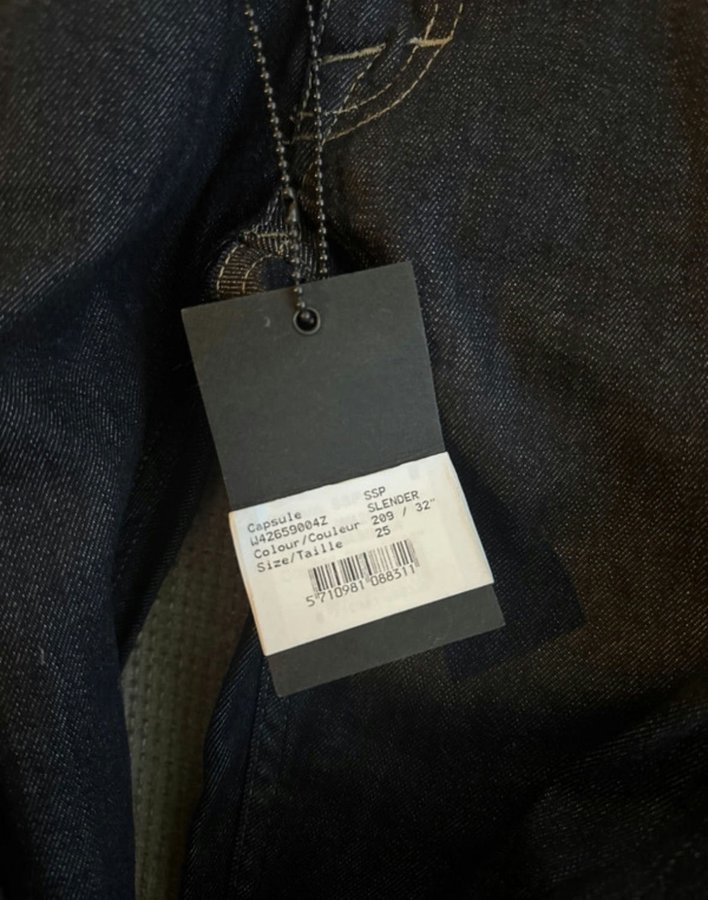 Capsule SSP
W42659004Z SLENDER
Colour/Couleur 209 / 32"
Size/Taille 25
5 710981 088311